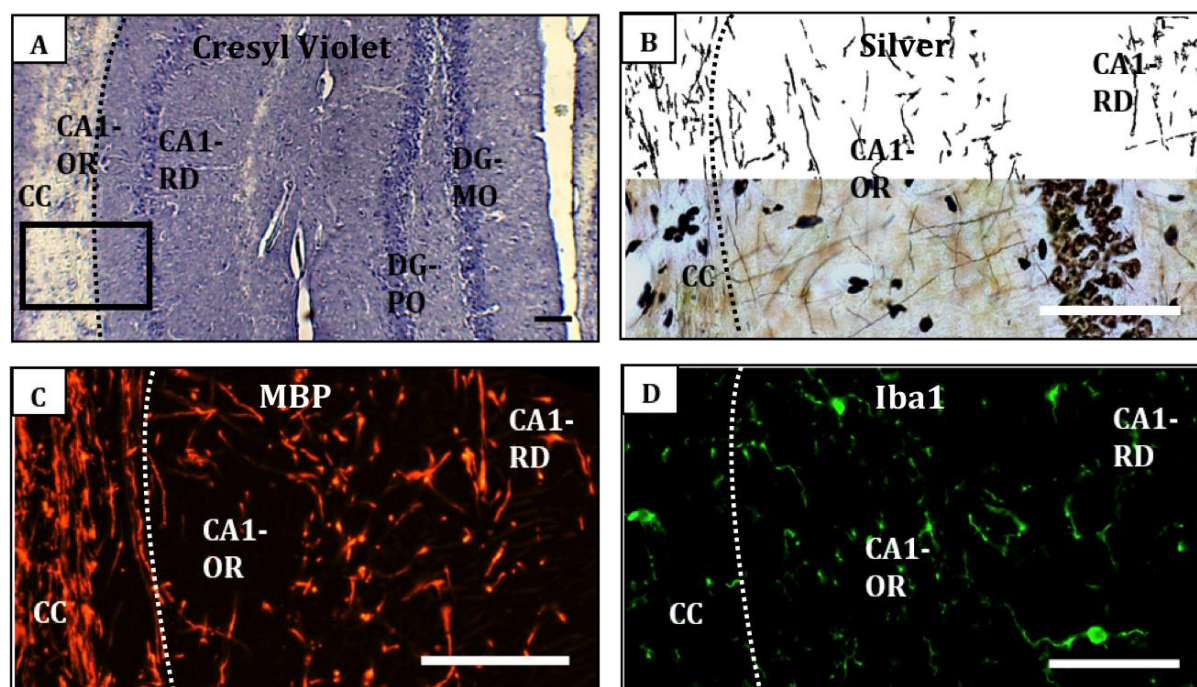 A
Cresyl Violet
CA1-
OR
CA1-
RD
CC
DG-
MO
DG-
PO
B
Silver
CA1-
RD
CA1-
OR
CC
C
MBP
CA1-
RD
CA1-
OR
CC
D
Iba1
CA1-
RD
CA1-
OR
CC